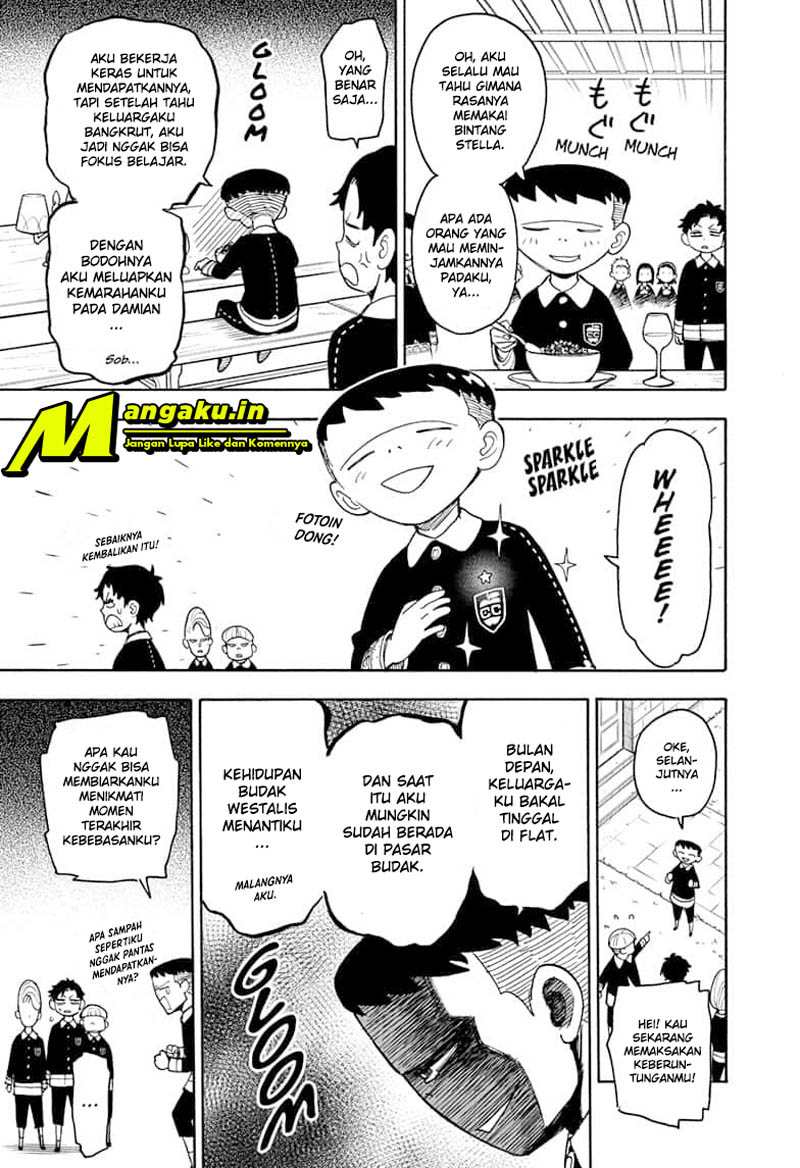 OH, AKU
SELALU MAU
TAHU GIMANA
RASANYA
MEMAKAI
BINTANG
STELLA.
もぐ
もぐ
MUNCH
MUNCH
APA ADA
ORANG YANG
MAU MEMIN-
JAMKANNYA
PADAKU,
YA...
OH,
YANG
BENAR
SAJA...
GLOOM
AKU BEKERJA
KERAS UNTUK
MENDAPATKANNYA,
TAPI SETELAH TAHU
KELUARGAKU
BANGKRUT, AKU
JADI NGGAK BISA
FOKUS BELAJAR.
DENGAN
BODOHNYA
AKU MELUAPKAN
KEMARAHANKU
PADA DAMIAN
...
Sob...
Mangaku.in
Jangan Lupa Like dan Komennya
WHEEEE!
SPARKLE
SPARKLE
FOTOIN
DONG!
SEBAIKNYA
KEMBALIKAN ITU!
OKE,
SELAN-
JUTNYA
...
HEI! KAU
SEKARANG
MEMAKSAKAN
KEBERUN-
TUNGANMU!
BULAN
DEPAN,
KELUARGA-
KU BAKAL
TINGGAL
DI FLAT.
DAN SAAT
ITU AKU
MUNGKIN
SUDAH BERADA
DI PASAR
BUDAK.
KEHIDUPAN
BUDAK
WESTALIS
MENANTIKU
...
MALANGNYA
AKU.
GLOOM
APA KAU
NGGAK BISA
MEMBIARKANKU
MENIKMATI
MOMEN
TERAKHIR
KEBEBASANKU?
APA SAMPAH
SEPERTIKU
NGGAK PANTAS
MENDAPATKAN-
NYA?
...